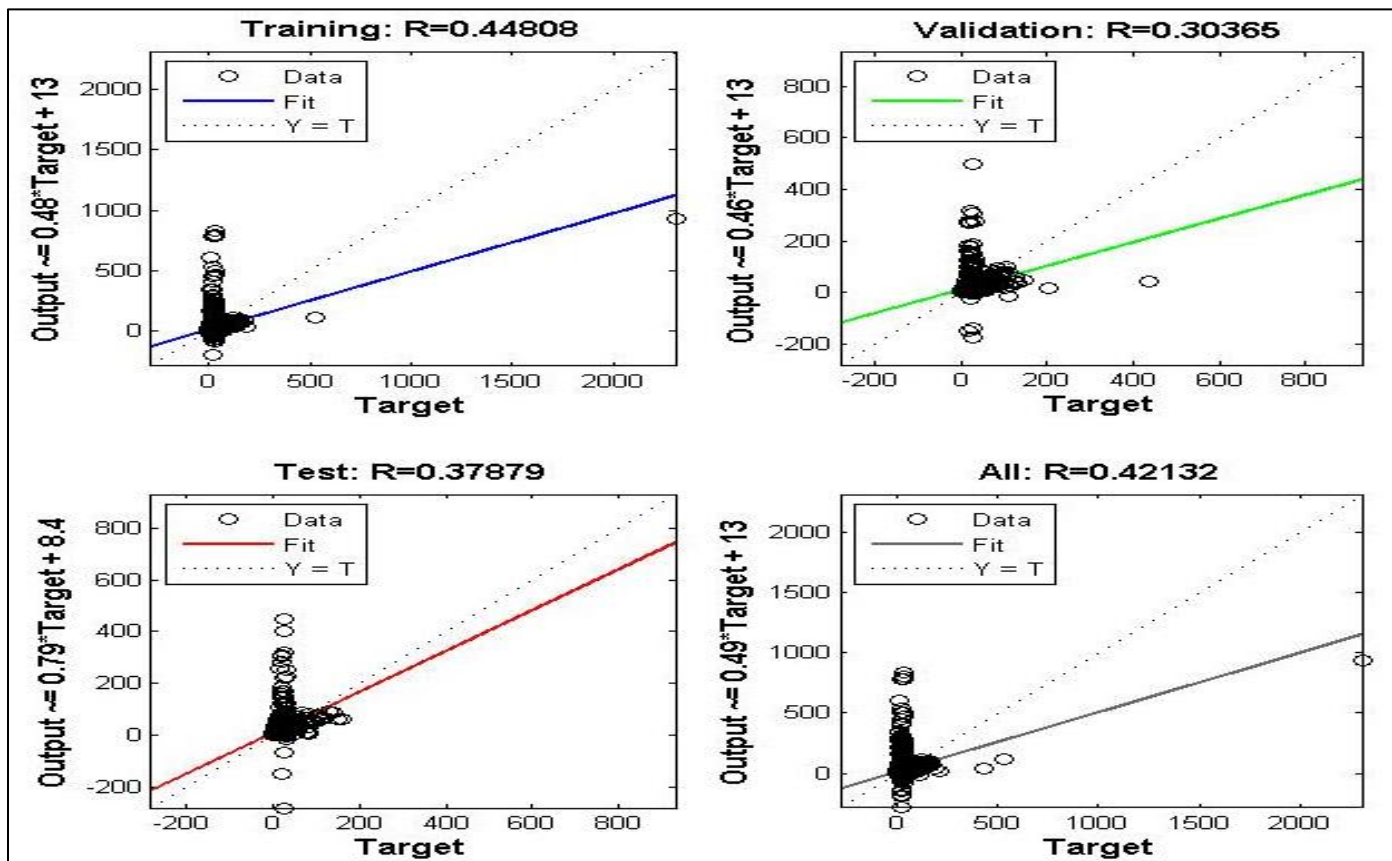 Training: R=0.44808
Output ~= 0.48*Target + 13
2000
1500
1000
500
0
Data
Fit
Y = T
0 500 1000 1500 2000
Target
Validation: R=0.30365
Output ~= 0.46*Target + 13
800
600
400
200
0
-200
Data
Fit
Y = T
-200 0 200 400 600 800
Target
Test: R=0.37879
Output ~= 0.79*Target + 8.4
800
600
400
200
0
-200
Data
Fit
Y = T
-200 0 200 400 600 800
Target
All: R=0.42132
Output ~= 0.49*Target + 13
2000
1500
1000
500
0
Data
Fit
Y = T
0 500 1000 1500 2000
Target